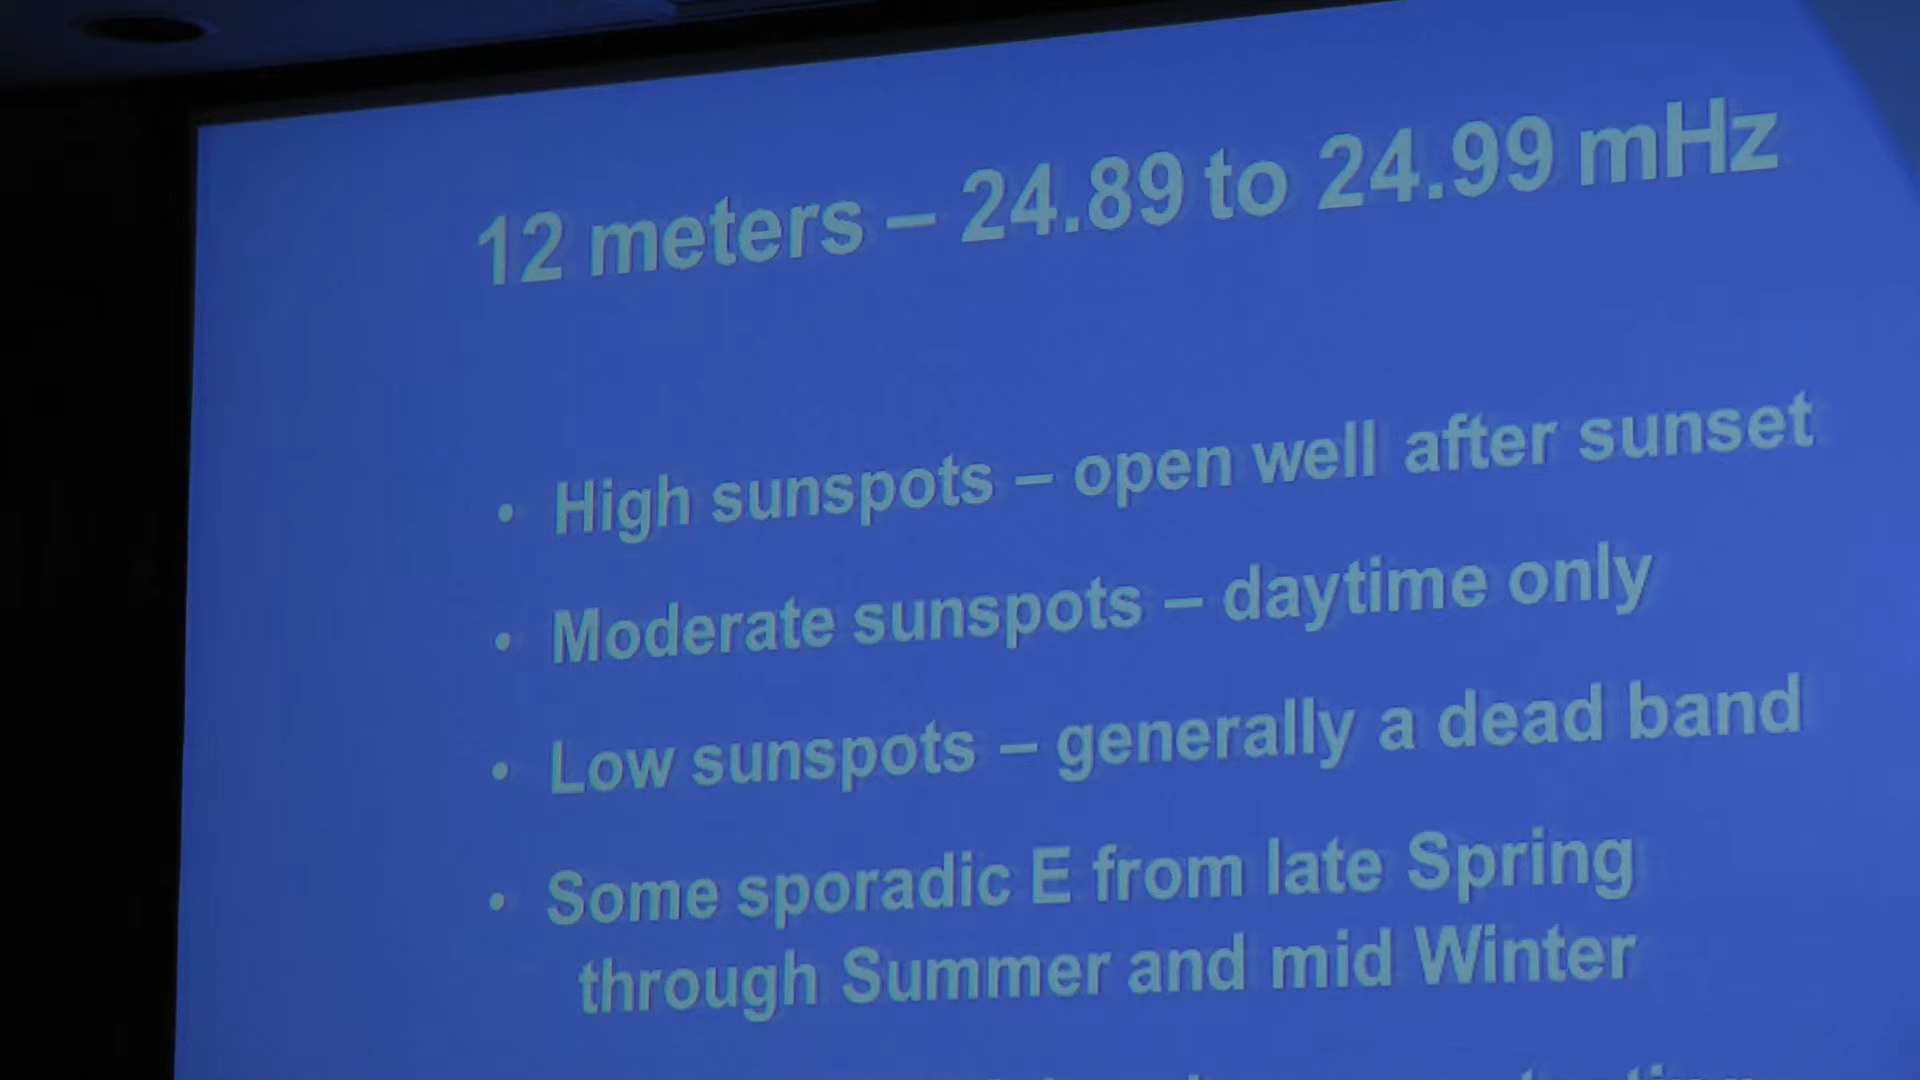 12 meters – 24.89 to 24.99 mHz
• High sunspots – open well after sunset
• Moderate sunspots – daytime only
• Low sunspots – generally a dead band
• Some sporadic E from late Spring
through Summer and mid Winter